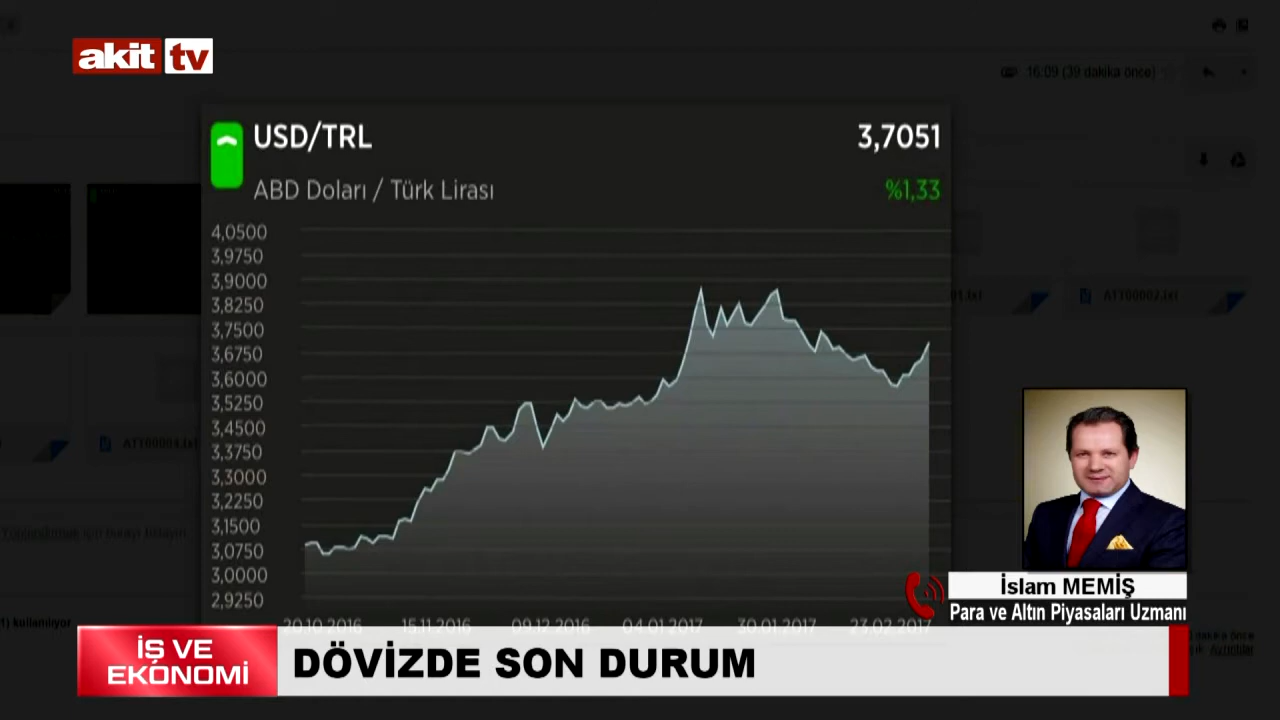 akit tv
16:09 (39 dakika önce)
USD/TRL
3,7051
ABD Doları / Türk Lirası
%1,33
4,0500
3,9750
3,9000
3,8250
3,7500
3,6750
3,6000
3,5250
3,4500
3,3750
3,3000
3,2250
3,1500
3,0750
3,0000
2,9250
20.10.2016 15.11.2016 09.12.2016 04.01.2017 30.01.2017 23.02.2017
İslam MEMİŞ
Para ve Altın Piyasaları Uzmanı
İŞ VE
EKONOMİ
DÖVİZDE SON DURUM
kullanılıyor
Ayrıntılar